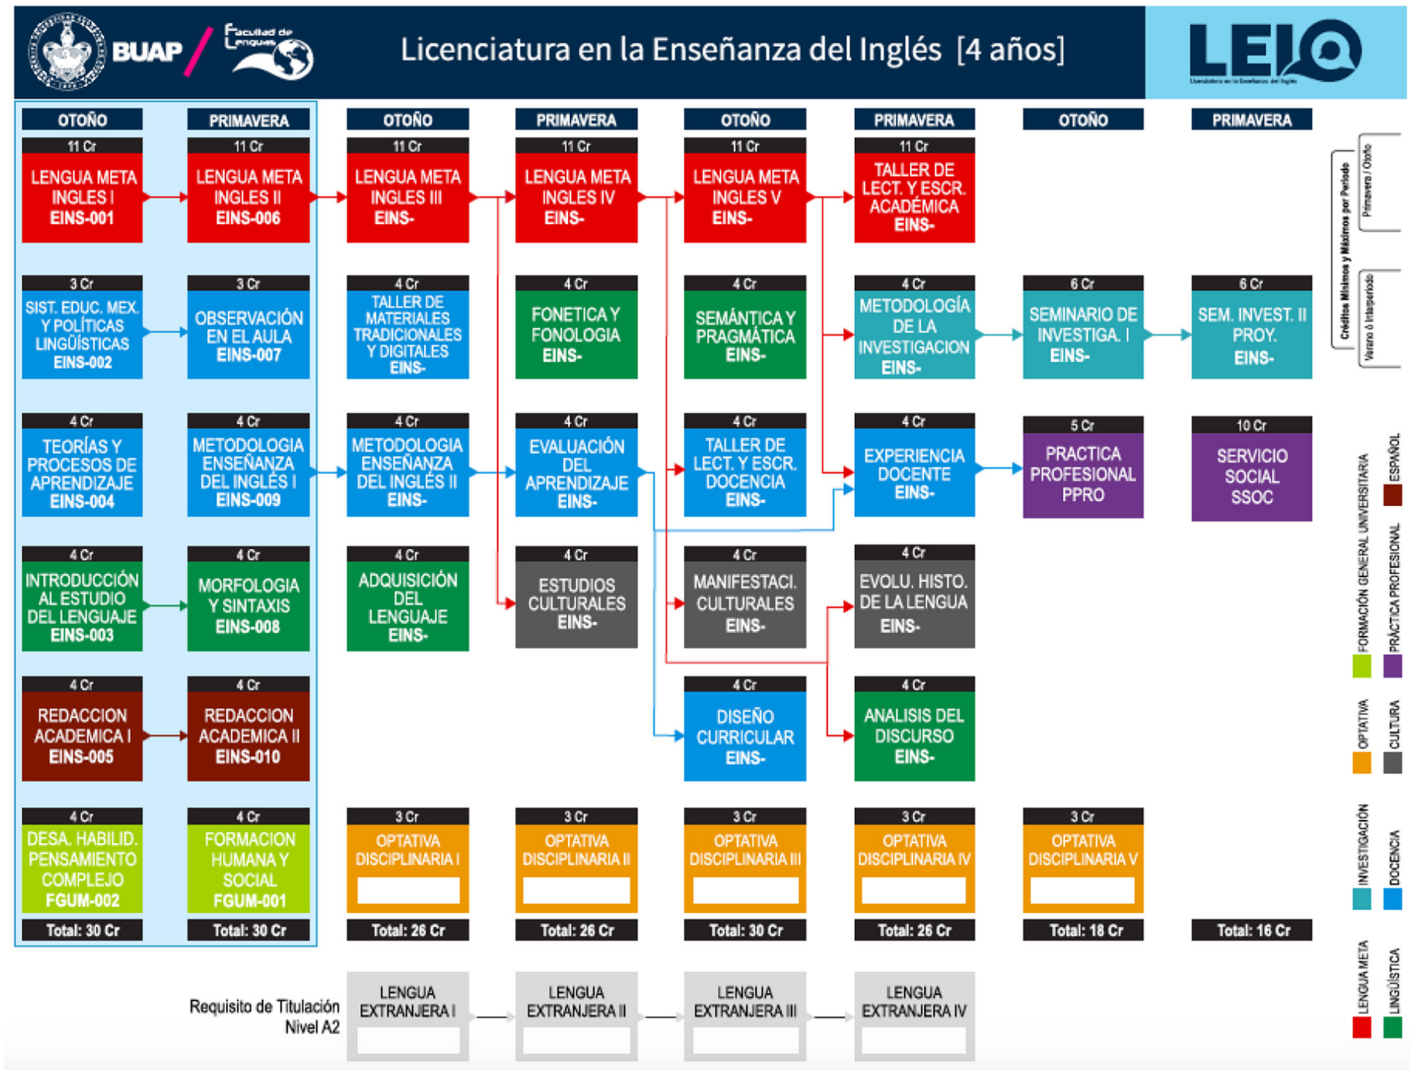 BUAP
Facultad de
Lenguas
Licenciatura en la Enseñanza del Inglés [4 años]
LEI
Licenciatura en la Enseñanza del Inglés
OTOÑO
PRIMAVERA
OTOÑO
PRIMAVERA
OTOÑO
PRIMAVERA
OTOÑO
PRIMAVERA
11 Cr
LENGUA META
INGLES I
EINS-001
11 Cr
LENGUA META
INGLES II
EINS-006
11 Cr
LENGUA META
INGLES III
EINS-
11 Cr
LENGUA META
INGLES IV
EINS-
11 Cr
LENGUA META
INGLES V
EINS-
11 Cr
TALLER DE
LECT. Y ESCR.
ACADÉMICA
EINS-
3 Cr
SIST. EDUC. MEX.
Y POLÍTICAS
LINGÜÍSTICAS
EINS-002
3 Cr
OBSERVACIÓN
EN EL AULA
EINS-007
4 Cr
TALLER DE
MATERIALES
TRADICIONALES
Y DIGITALES
EINS-
4 Cr
FONETICA Y
FONOLOGIA
EINS-
4 Cr
SEMÁNTICA Y
PRAGMÁTICA
EINS-
4 Cr
METODOLOGÍA
DE LA
INVESTIGACION
EINS-
6 Cr
SEMINARIO DE
INVESTIGA. I
EINS-
6 Cr
SEM. INVEST. II
PROY.
EINS-
4 Cr
TEORÍAS Y
PROCESOS DE
APRENDIZAJE
EINS-004
4 Cr
METODOLOGIA
ENSEÑANZA
DEL INGLÉS I
EINS-009
4 Cr
METODOLOGIA
ENSEÑANZA
DEL INGLÉS II
EINS-
4 Cr
EVALUACIÓN
DEL
APRENDIZAJE
EINS-
4 Cr
TALLER DE
LECT. Y ESCR.
DOCENCIA
EINS-
4 Cr
EXPERIENCIA
DOCENTE
EINS-
5 Cr
PRACTICA
PROFESIONAL
PPRO
10 Cr
SERVICIO
SOCIAL
SSOC
4 Cr
INTRODUCCIÓN
AL ESTUDIO
DEL LENGUAJE
EINS-003
4 Cr
MORFOLOGIA
Y SINTAXIS
EINS-008
4 Cr
ADQUISICIÓN
DEL
LENGUAJE
EINS-
4 Cr
ESTUDIOS
CULTURALES
EINS-
4 Cr
MANIFESTACI.
CULTURALES
EINS-
4 Cr
EVOLU. HISTO.
DE LA LENGUA
EINS-
4 Cr
REDACCION
ACADEMICA I
EINS-005
4 Cr
REDACCION
ACADEMICA II
EINS-010
4 Cr
DISEÑO
CURRICULAR
EINS-
4 Cr
ANALISIS DEL
DISCURSO
EINS-
4 Cr
DESA. HABILID.
PENSAMIENTO
COMPLEJO
FGUM-002
4 Cr
FORMACION
HUMANA Y
SOCIAL
FGUM-001
3 Cr
OPTATIVA
DISCIPLINARIA I
3 Cr
OPTATIVA
DISCIPLINARIA II
3 Cr
OPTATIVA
DISCIPLINARIA III
3 Cr
OPTATIVA
DISCIPLINARIA IV
3 Cr
OPTATIVA
DISCIPLINARIA V
Total: 30 Cr
Total: 30 Cr
Total: 26 Cr
Total: 26 Cr
Total: 30 Cr
Total: 26 Cr
Total: 18 Cr
Total: 16 Cr
Requisito de Titulación
Nivel A2
LENGUA
EXTRANJERA I
LENGUA
EXTRANJERA II
LENGUA
EXTRANJERA III
LENGUA
EXTRANJERA IV
Créditos Mínimos y Máximos por Periodo
Primavera / Otoño
Verano ó Interperiodo
FORMACIÓN GENERAL UNIVERSITARIA
ESPAÑOL
PRÁCTICA PROFESIONAL
OPTATIVA
CULTURA
INVESTIGACIÓN
DOCENCIA
LENGUA META
LINGÜÍSTICA